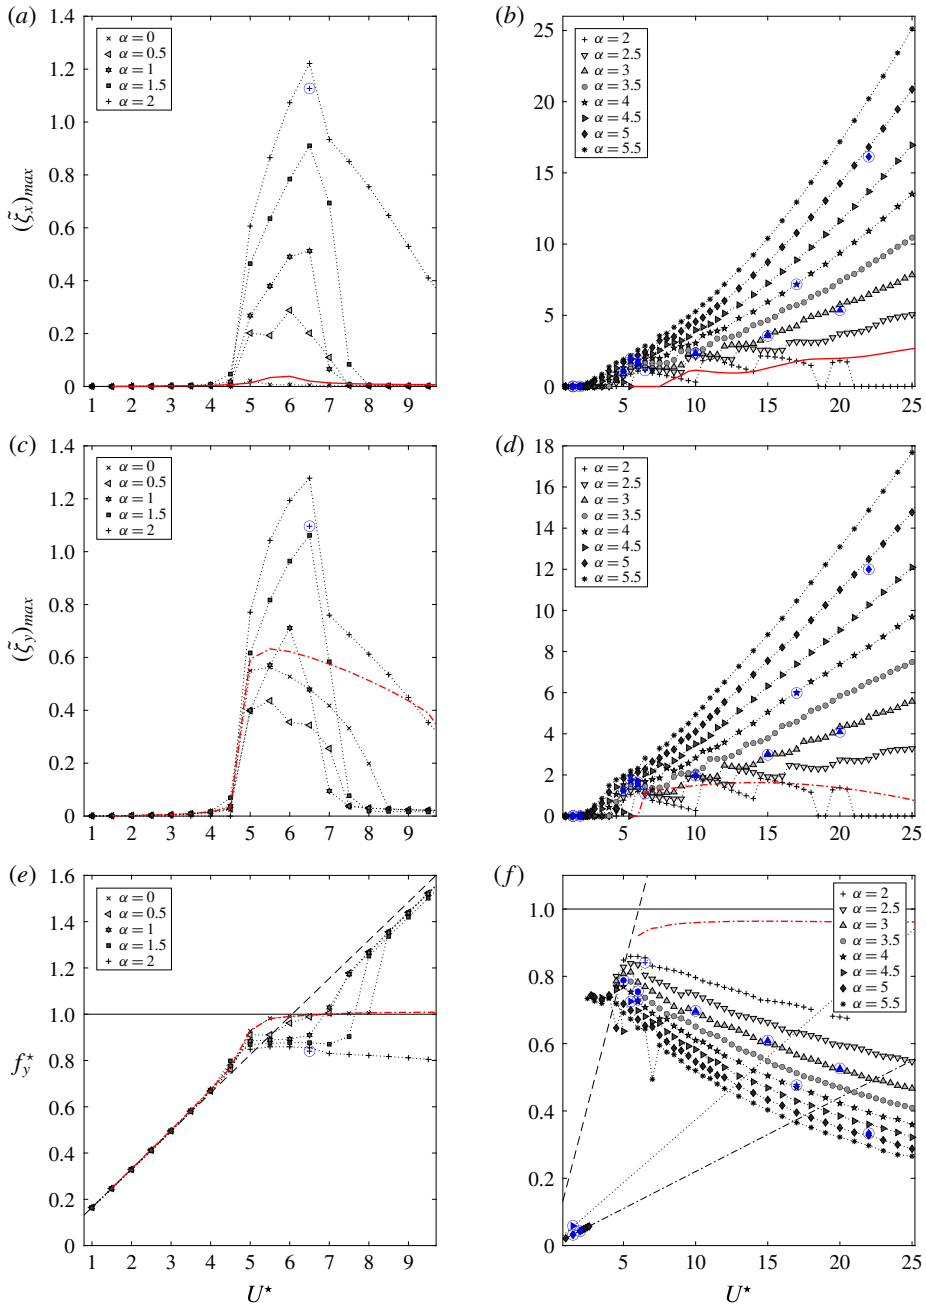 (a)
1.4
1.2
1.0
0.8
0.6
0.4
0.2
0
(ζ̃x)max
α = 0
α = 0.5
α = 1
α = 1.5
α = 2
1 2 3 4 5 6 7 8 9
(b)
25
20
15
10
5
0
α = 2
α = 2.5
α = 3
α = 3.5
α = 4
α = 4.5
α = 5
α = 5.5
5 10 15 20 25
(c)
1.4
1.2
1.0
0.8
0.6
0.4
0.2
0
(ζ̃y)max
α = 0
α = 0.5
α = 1
α = 1.5
α = 2
1 2 3 4 5 6 7 8 9
(d)
18
16
14
12
10
8
6
4
2
0
α = 2
α = 2.5
α = 3
α = 3.5
α = 4
α = 4.5
α = 5
α = 5.5
5 10 15 20 25
(e)
1.6
1.4
1.2
1.0
0.8
0.6
0.4
0.2
0
fy⋆
α = 0
α = 0.5
α = 1
α = 1.5
α = 2
1 2 3 4 5 6 7 8 9
U⋆
(f)
1.0
0.8
0.6
0.4
0.2
0
α = 2
α = 2.5
α = 3
α = 3.5
α = 4
α = 4.5
α = 5
α = 5.5
5 10 15 20 25
U⋆